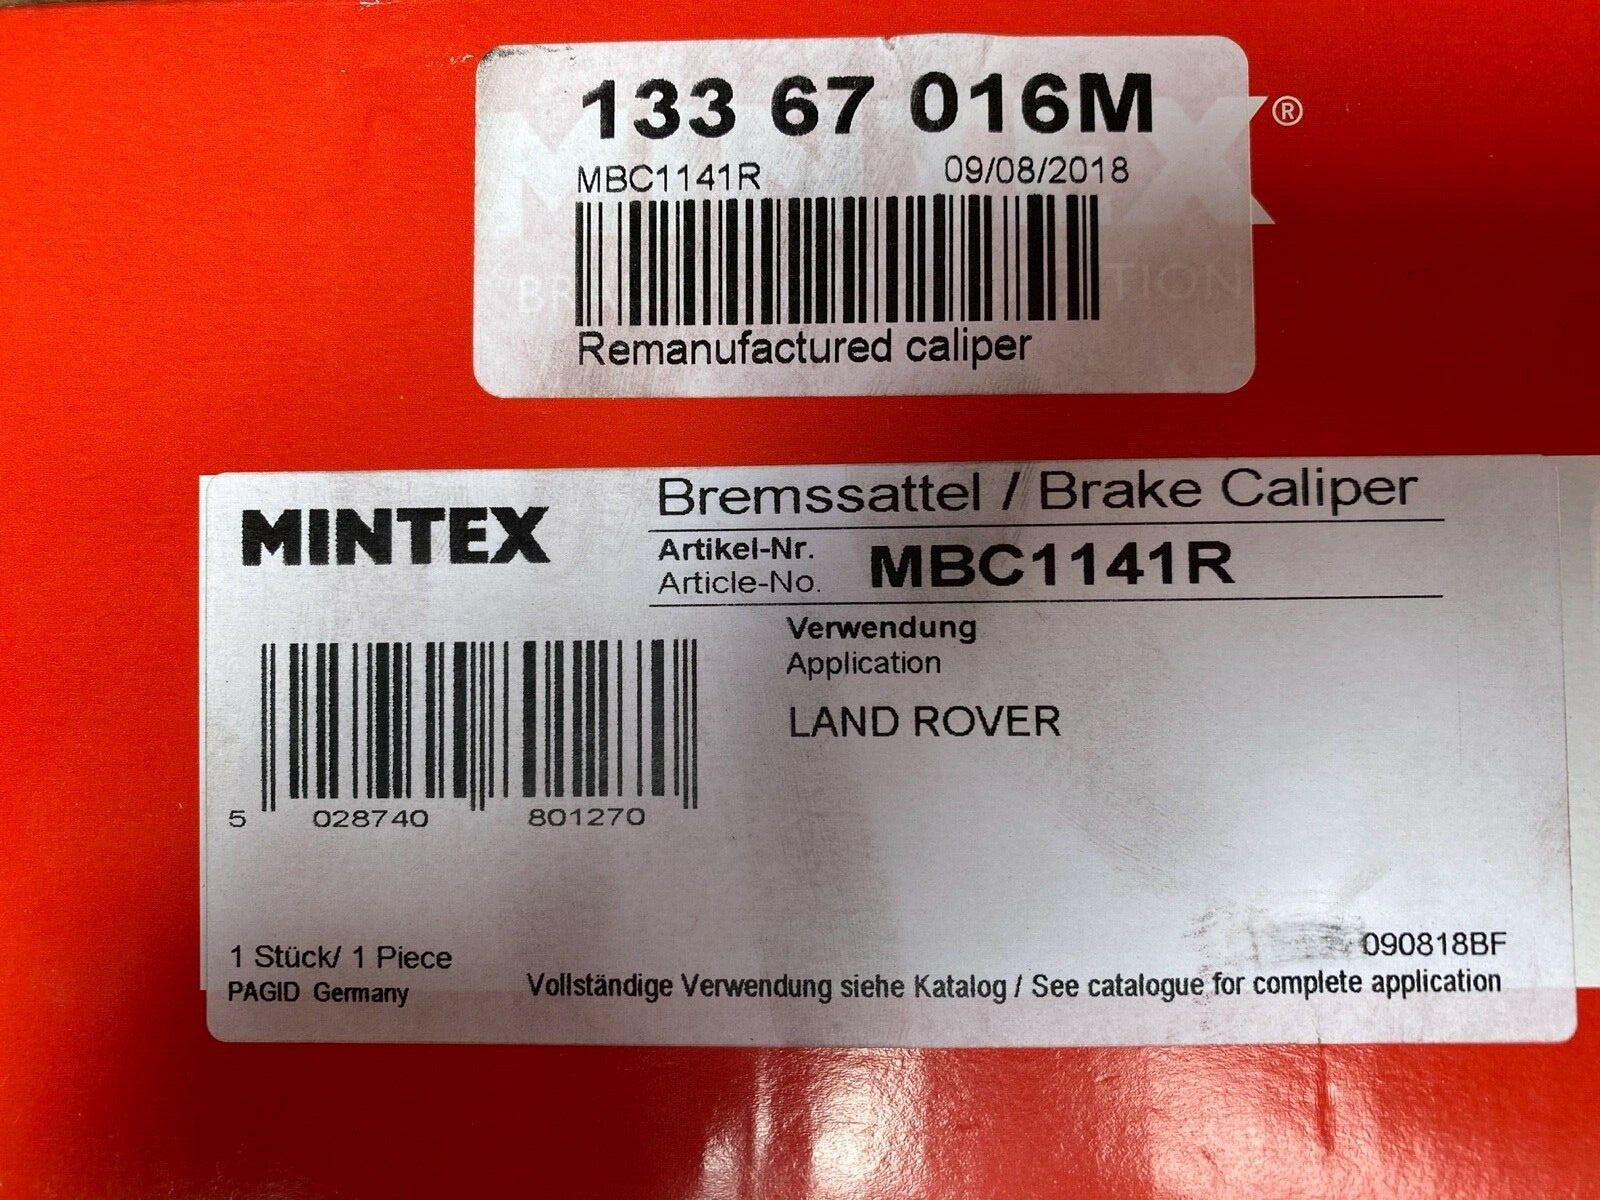 133 67 016M
®
MBC1141R 09/08/2018
Remanufactured caliper
MINTEX
Bremssattel / Brake Caliper
Artikel-Nr.
Article-No. MBC1141R
Verwendung
Application
LAND ROVER
5 028740 801270
1 Stück/ 1 Piece
PAGID Germany
090818BF
Vollständige Verwendung siehe Katalog / See catalogue for complete application